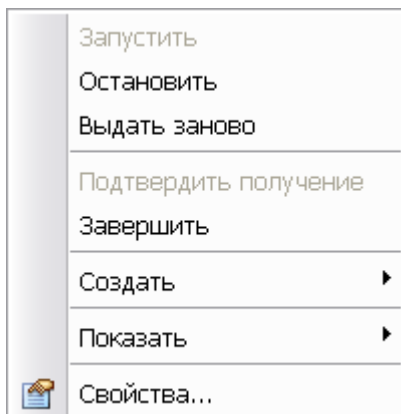 Запустить
Остановить
Выдать заново
Подтвердить получение
Завершить
Создать
Показать
Свойства...